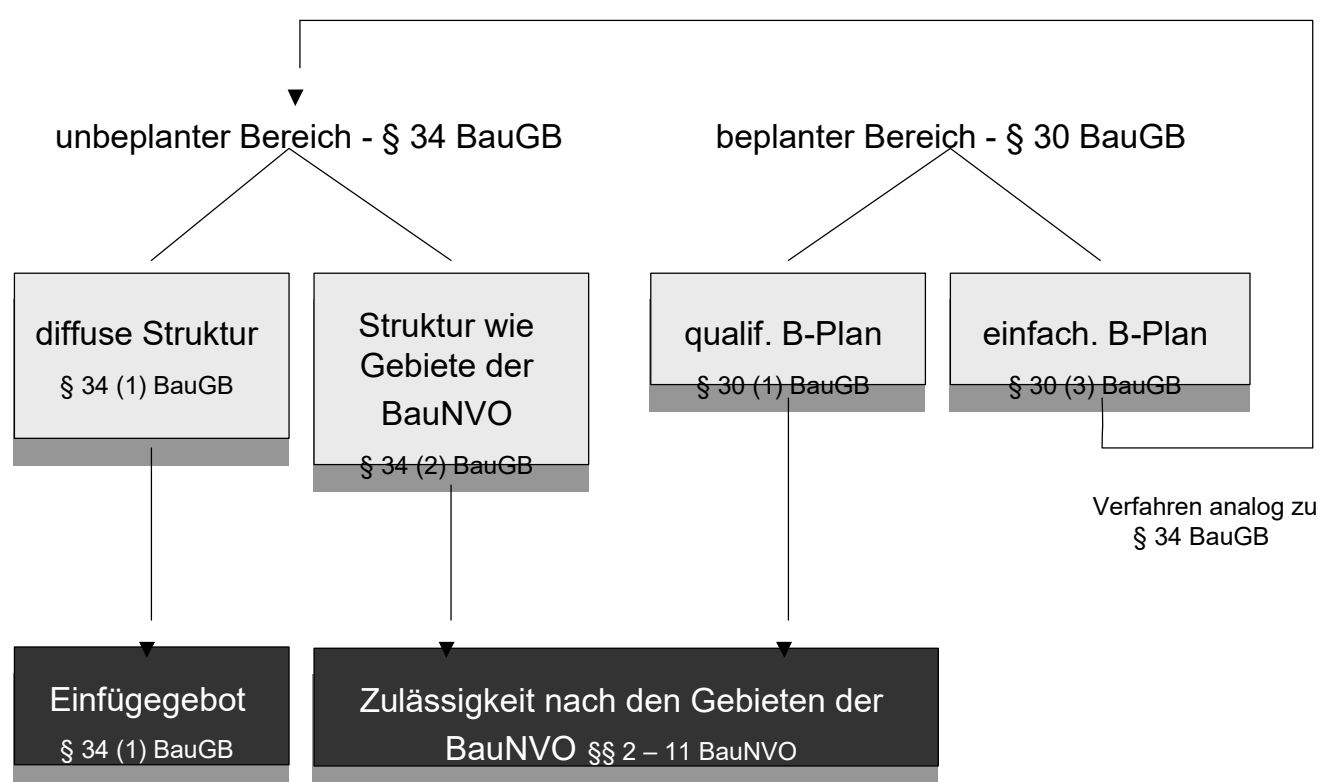 unbeplanter Bereich - § 34 BauGB
beplanter Bereich - § 30 BauGB
diffuse Struktur
§ 34 (1) BauGB
Struktur wie
Gebiete der
BauNVO
§ 34 (2) BauGB
qualif. B-Plan
§ 30 (1) BauGB
einfach. B-Plan
§ 30 (3) BauGB
Verfahren analog zu
§ 34 BauGB
Einfügegebot
§ 34 (1) BauGB
Zulässigkeit nach den Gebieten der
BauNVO §§ 2 – 11 BauNVO